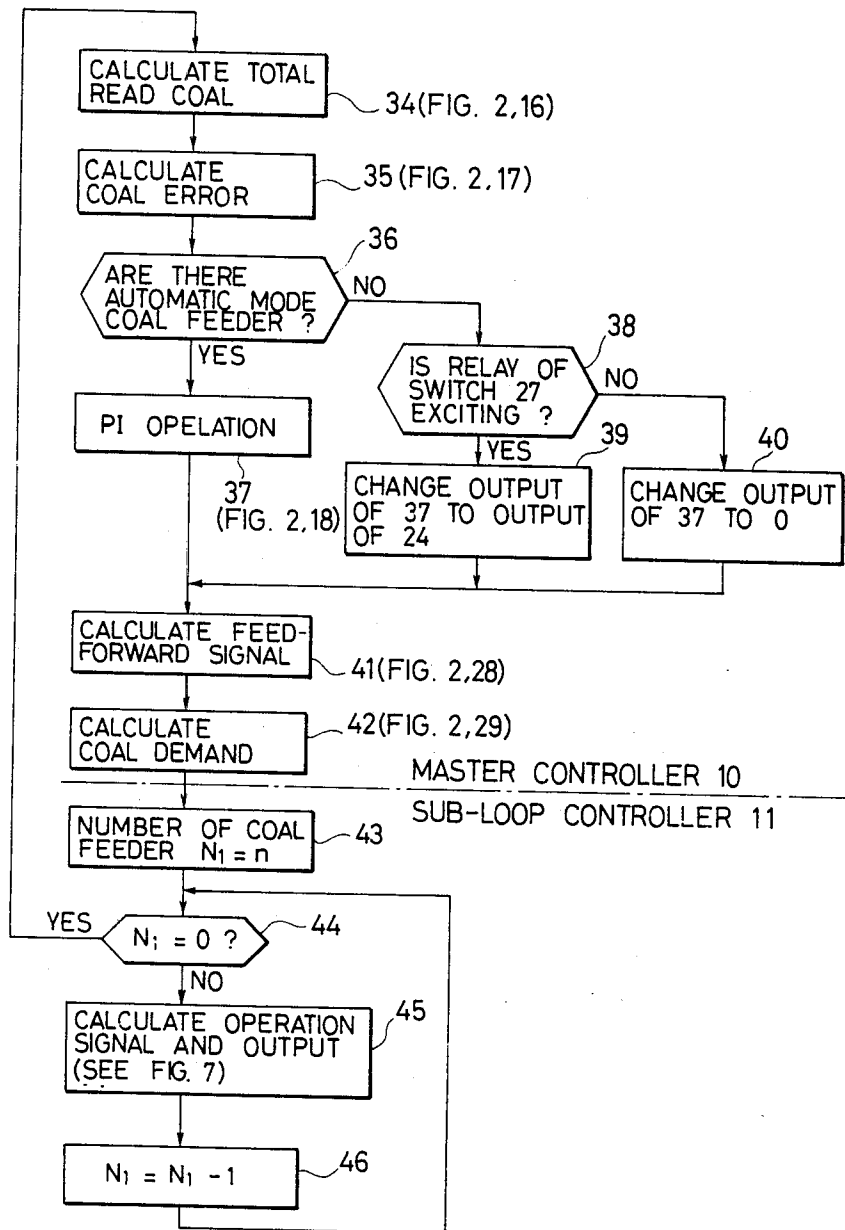 CALCULATE TOTAL
READ COAL
34 (FIG. 2,16)
CALCULATE
COAL ERROR
35 (FIG. 2,17)
36
ARE THERE
AUTOMATIC MODE
COAL FEEDER ?
NO
YES
38
IS RELAY OF
SWITCH 27
EXCITING ?
NO
YES
PI OPELATION
37
(FIG. 2,18)
39
CHANGE OUTPUT
OF 37 TO OUTPUT
OF 24
40
CHANGE OUTPUT
OF 37 TO 0
CALCULATE FEED-
FORWARD SIGNAL
41 (FIG. 2,28)
CALCULATE
COAL DEMAND
42 (FIG. 2,29)
MASTER CONTROLLER 10
SUB-LOOP CONTROLLER 11
NUMBER OF COAL
FEEDER N1 = n
43
YES
Ni = 0 ?
44
NO
CALCULATE OPERATION
SIGNAL AND OUTPUT
(SEE FIG. 7)
45
N1 = N1 - 1
46